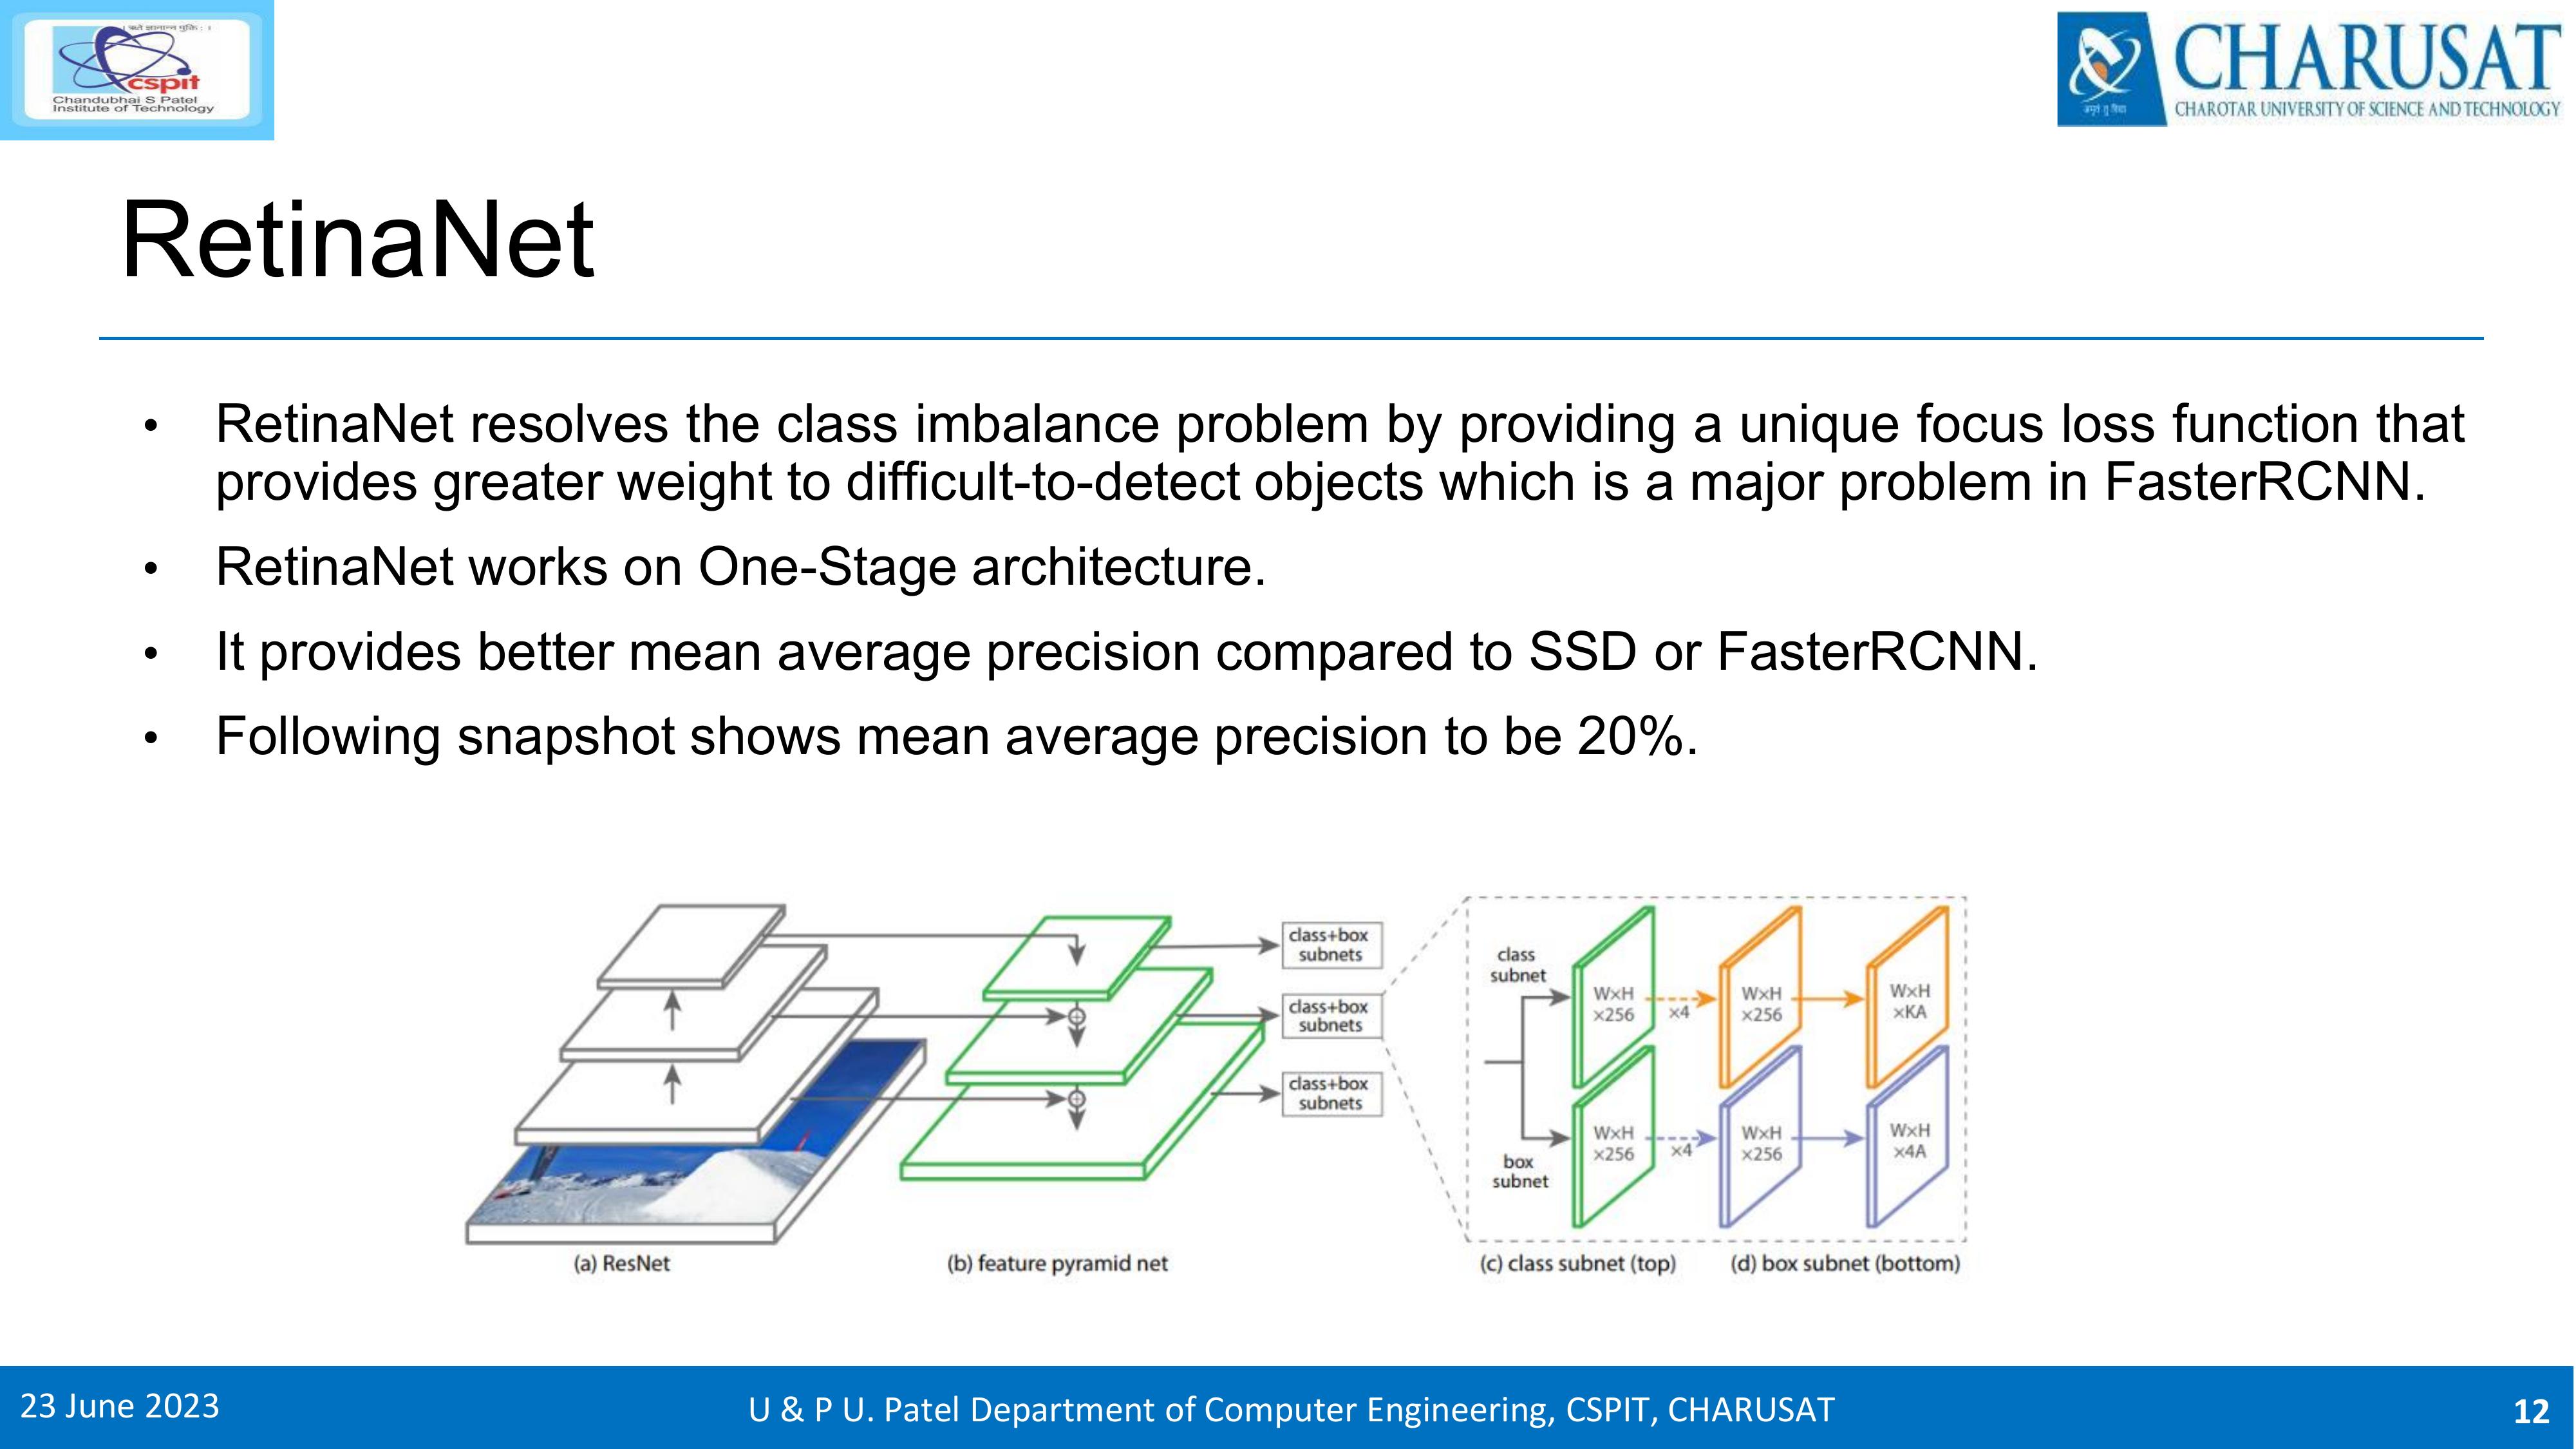 । ऋते ज्ञानान्न मुक्तिः ।
cspit
Chandubhai S Patel
Institute of Technology
CHARUSAT
CHAROTAR UNIVERSITY OF SCIENCE AND TECHNOLOGY
RetinaNet
• RetinaNet resolves the class imbalance problem by providing a unique focus loss function that
provides greater weight to difficult-to-detect objects which is a major problem in FasterRCNN.
• RetinaNet works on One-Stage architecture.
• It provides better mean average precision compared to SSD or FasterRCNN.
• Following snapshot shows mean average precision to be 20%.
class+box
subnets
class+box
subnets
class+box
subnets
class
subnet
W×H
×256
×4
W×H
×256
W×H
×KA
box
subnet
W×H
×256
×4
W×H
×256
W×H
×4A
(a) ResNet
(b) feature pyramid net
(c) class subnet (top)
(d) box subnet (bottom)
23 June 2023
U & P U. Patel Department of Computer Engineering, CSPIT, CHARUSAT
12